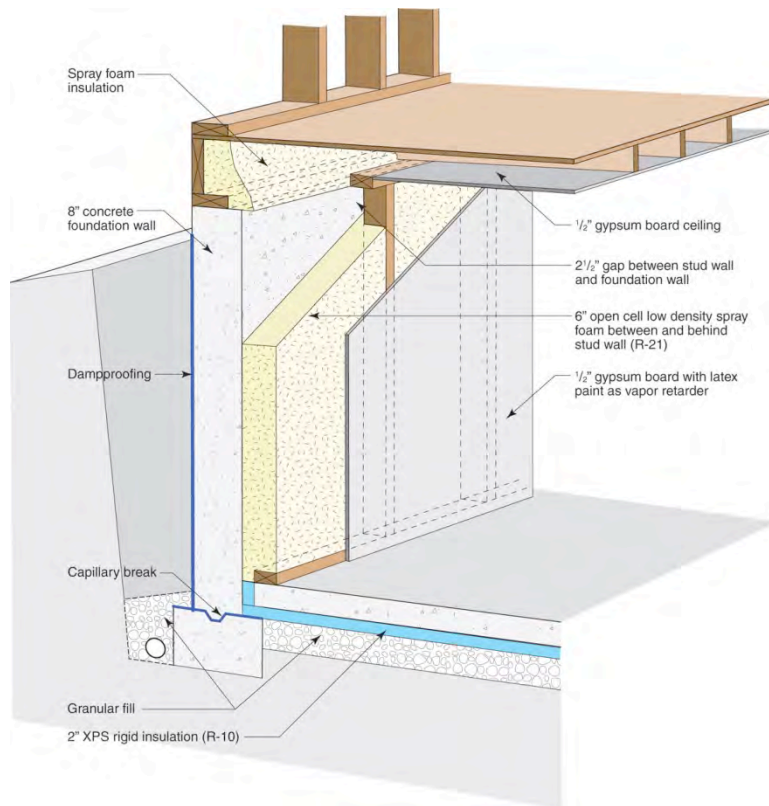 Spray foam
insulation
8” concrete
foundation wall
Dampproofing
Capillary break
Granular fill
2” XPS rigid insulation (R-10)
½” gypsum board ceiling
2½” gap between stud wall
and foundation wall
6” open cell low density spray
foam between and behind
stud wall (R-21)
½” gypsum board with latex
paint as vapor retarder